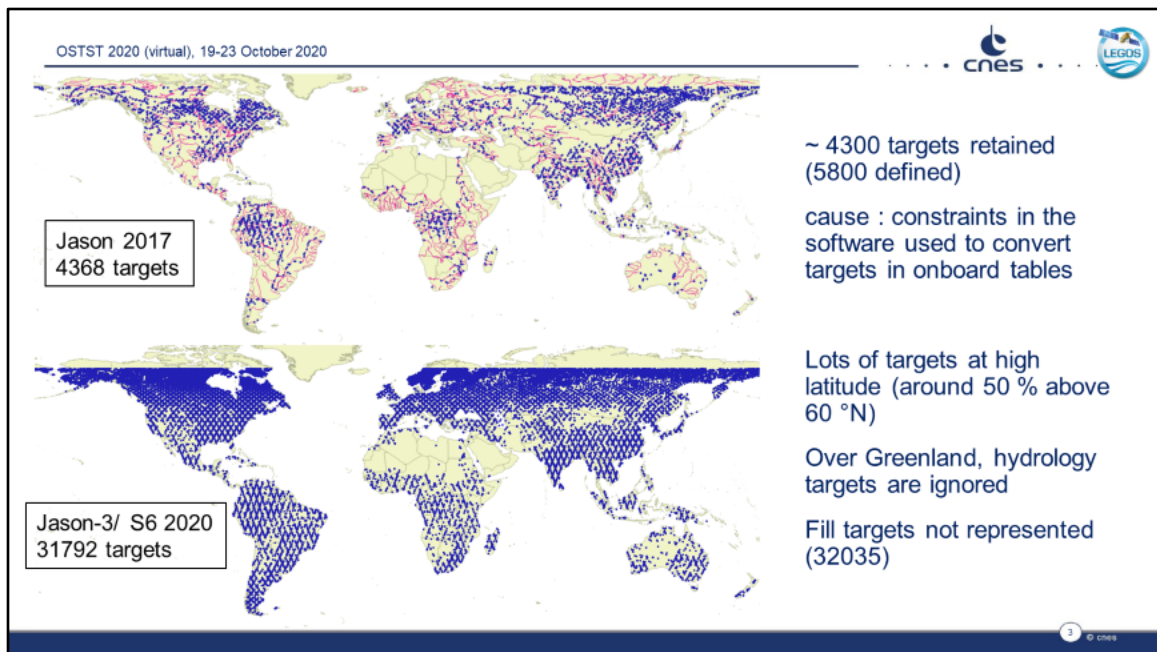 OSTST 2020 (virtual), 19-23 October 2020
cnes
LEGOS
Jason 2017
4368 targets
~ 4300 targets retained
(5800 defined)
cause : constraints in the
software used to convert
targets in onboard tables
Jason-3/ S6 2020
31792 targets
Lots of targets at high
latitude (around 50 % above
60 °N)
Over Greenland, hydrology
targets are ignored
Fill targets not represented
(32035)
3
© cnes